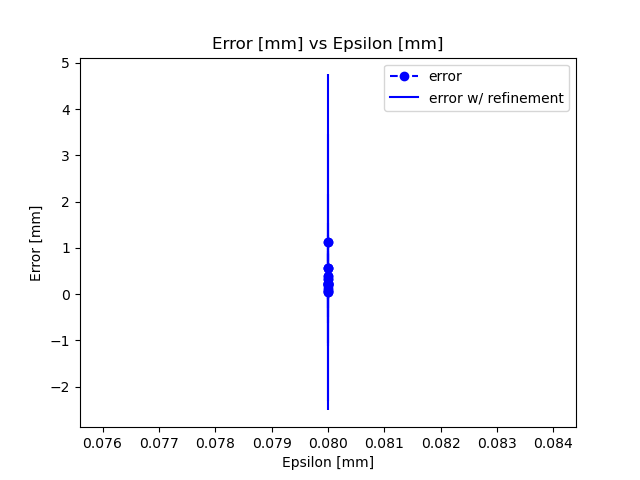 Error [mm] vs Epsilon [mm]
error
error w/ refinement
Error [mm]
5
4
3
2
1
0
−1
−2
0.076 0.077 0.078 0.079 0.080 0.081 0.082 0.083 0.084
Epsilon [mm]